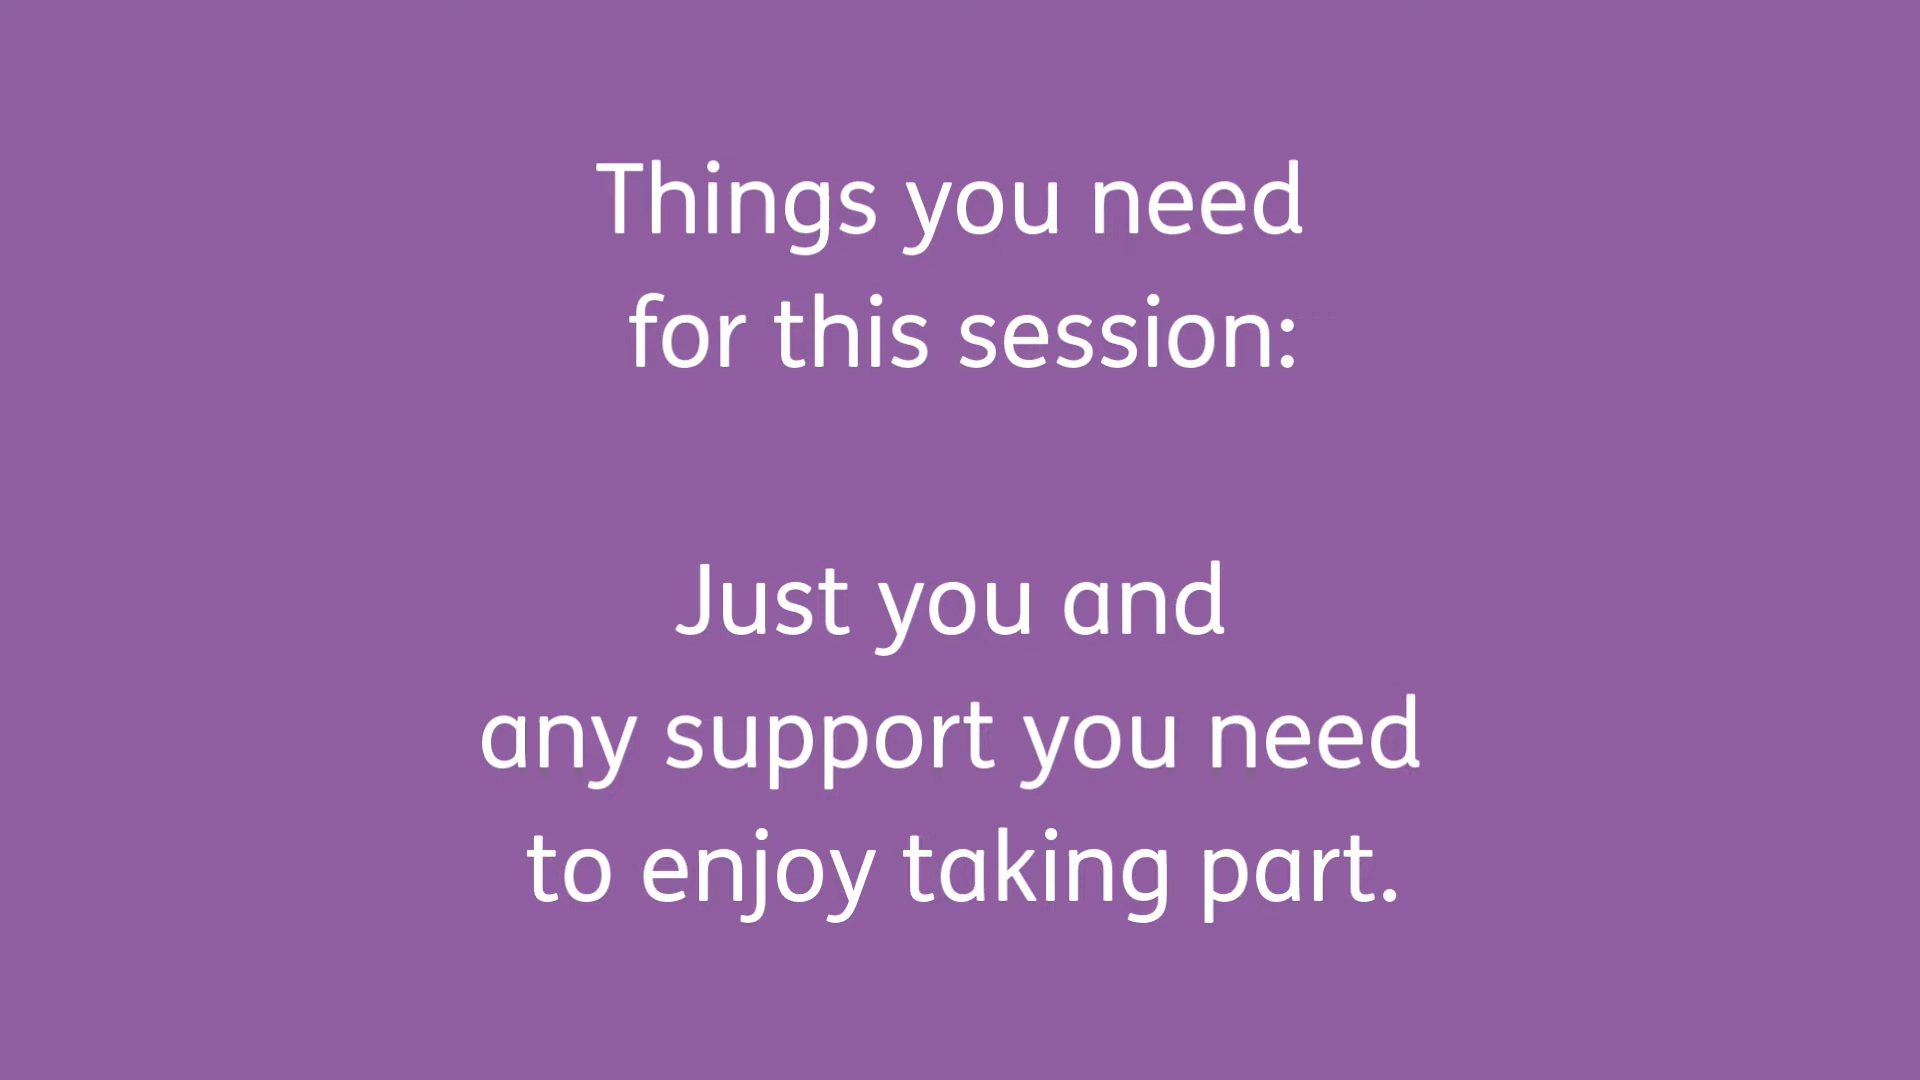 Things you need
for this session:
Just you and
any support you need
to enjoy taking part.